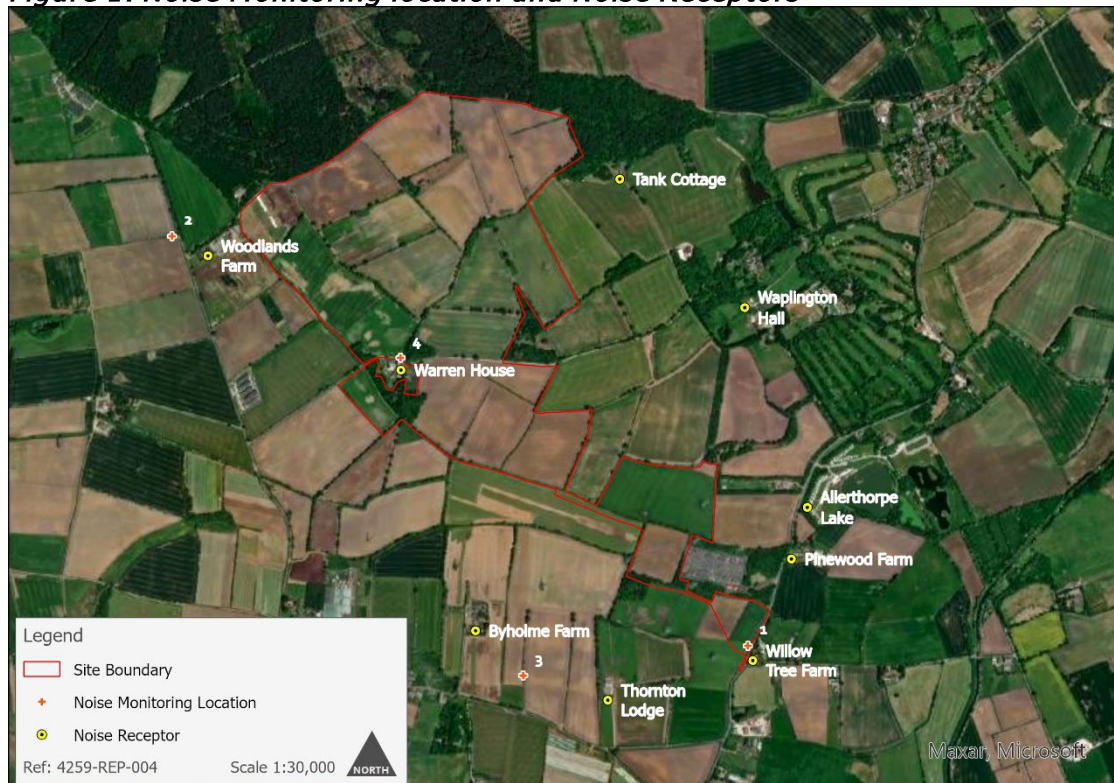 Figure 1: Noise Monitoring location and Noise Receptors
2
Tank Cottage
Woodlands
Farm
Waplington
Hall
4
Warren House
Allerthorpe
Lake
Pinewood Farm
1
Byholme Farm
Willow
Tree Farm
3
Thornton
Lodge
Legend
Site Boundary
Noise Monitoring Location
Noise Receptor
Ref: 4259-REP-004
Scale 1:30,000
NORTH
Maxar, Microsoft